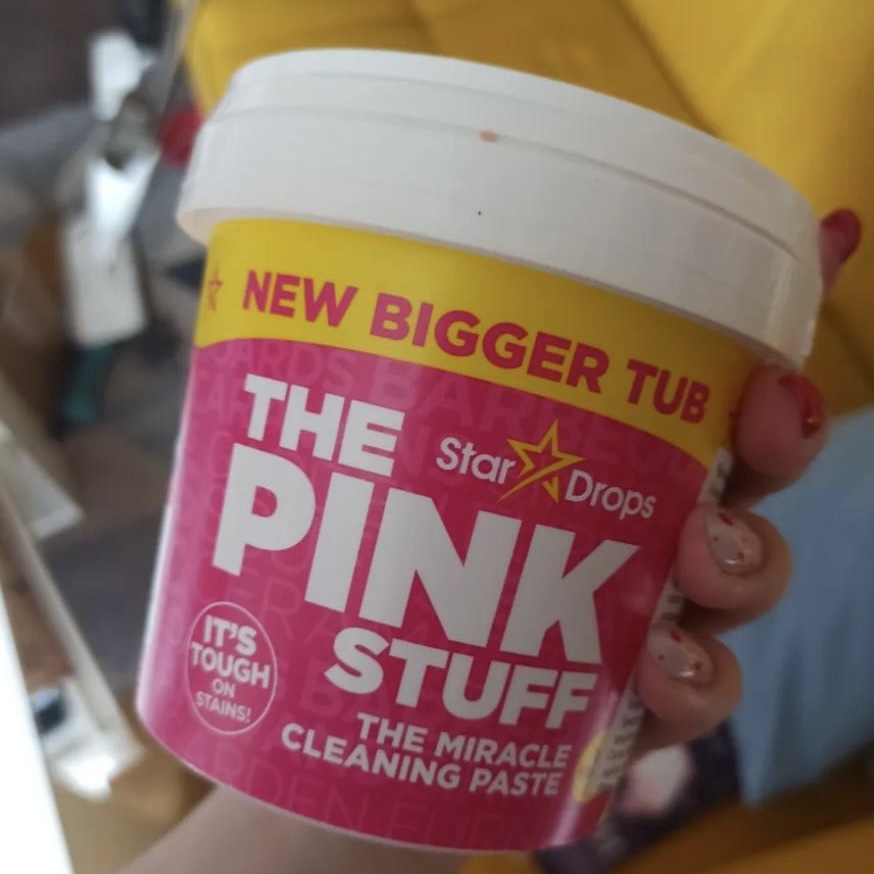 NEW BIGGER TUB
THE
Star Drops
PINK
STUFF
IT'S
TOUGH
ON
STAINS!
THE MIRACLE
CLEANING PASTE